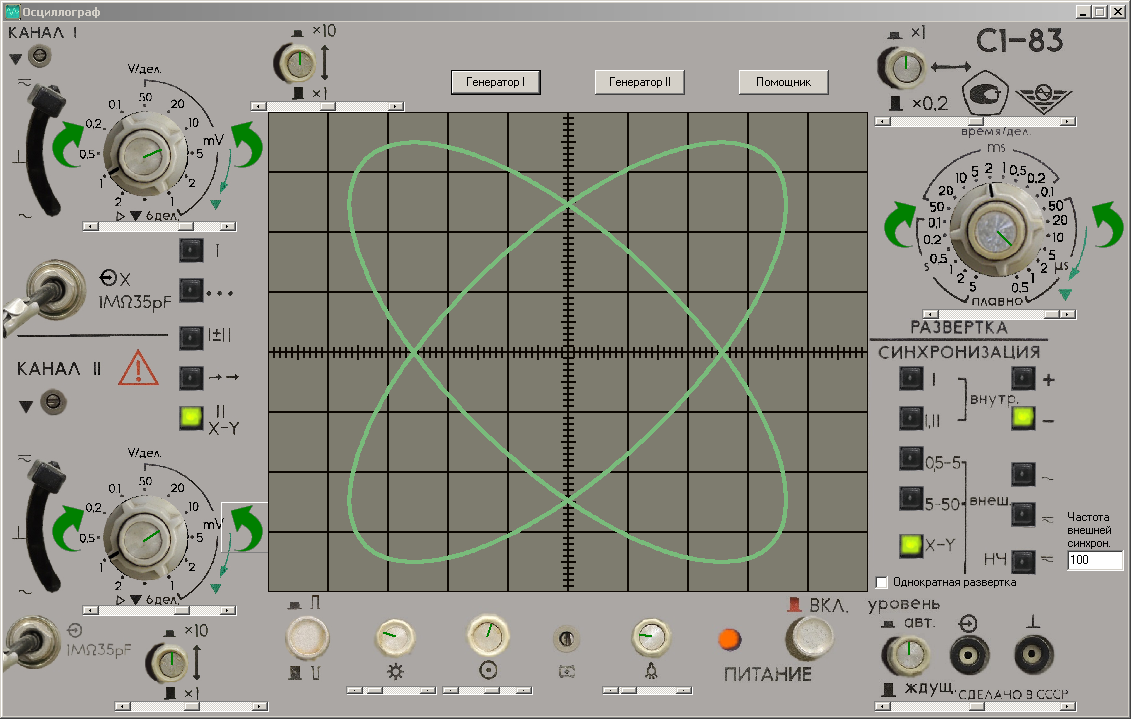 Осциллограф
КАНАЛ I
×10
×1
V/дел.
50
20
10
mV
5
2
1
0.1
0,2
0.5
1
2
▷ ▼ 6 дел.
Генератор I
Генератор II
Помощник
×1
×0,2
С1-83
время/дел.
ms
10 5 2 1 0.5 0.2
20
50
0.1
50
20
10
5
μs
2
1
0.5
0,1
0.2
0.5
s
1
2
плавно
РАЗВЕРТКА
X
1MΩ35pF
I
...
I±II
→→
II
X-Y
КАНАЛ II
V/дел.
50
20
10
mV
5
2
1
01
0,2
0.5
1
2
▷ ▼ 6дел.
1MΩ35pF
×10
×1
СИНХРОНИЗАЦИЯ
I
I,II
внутр.
+
−
0,5-5
5-50
внеш.
X-Y
~
≂
НЧ ≂
Частота
внешней
синхрон.
100
Однократная развертка
ВКЛ.
ПИТАНИЕ
уровень
авт.
ждущ.
СДЕЛАНО В СССР